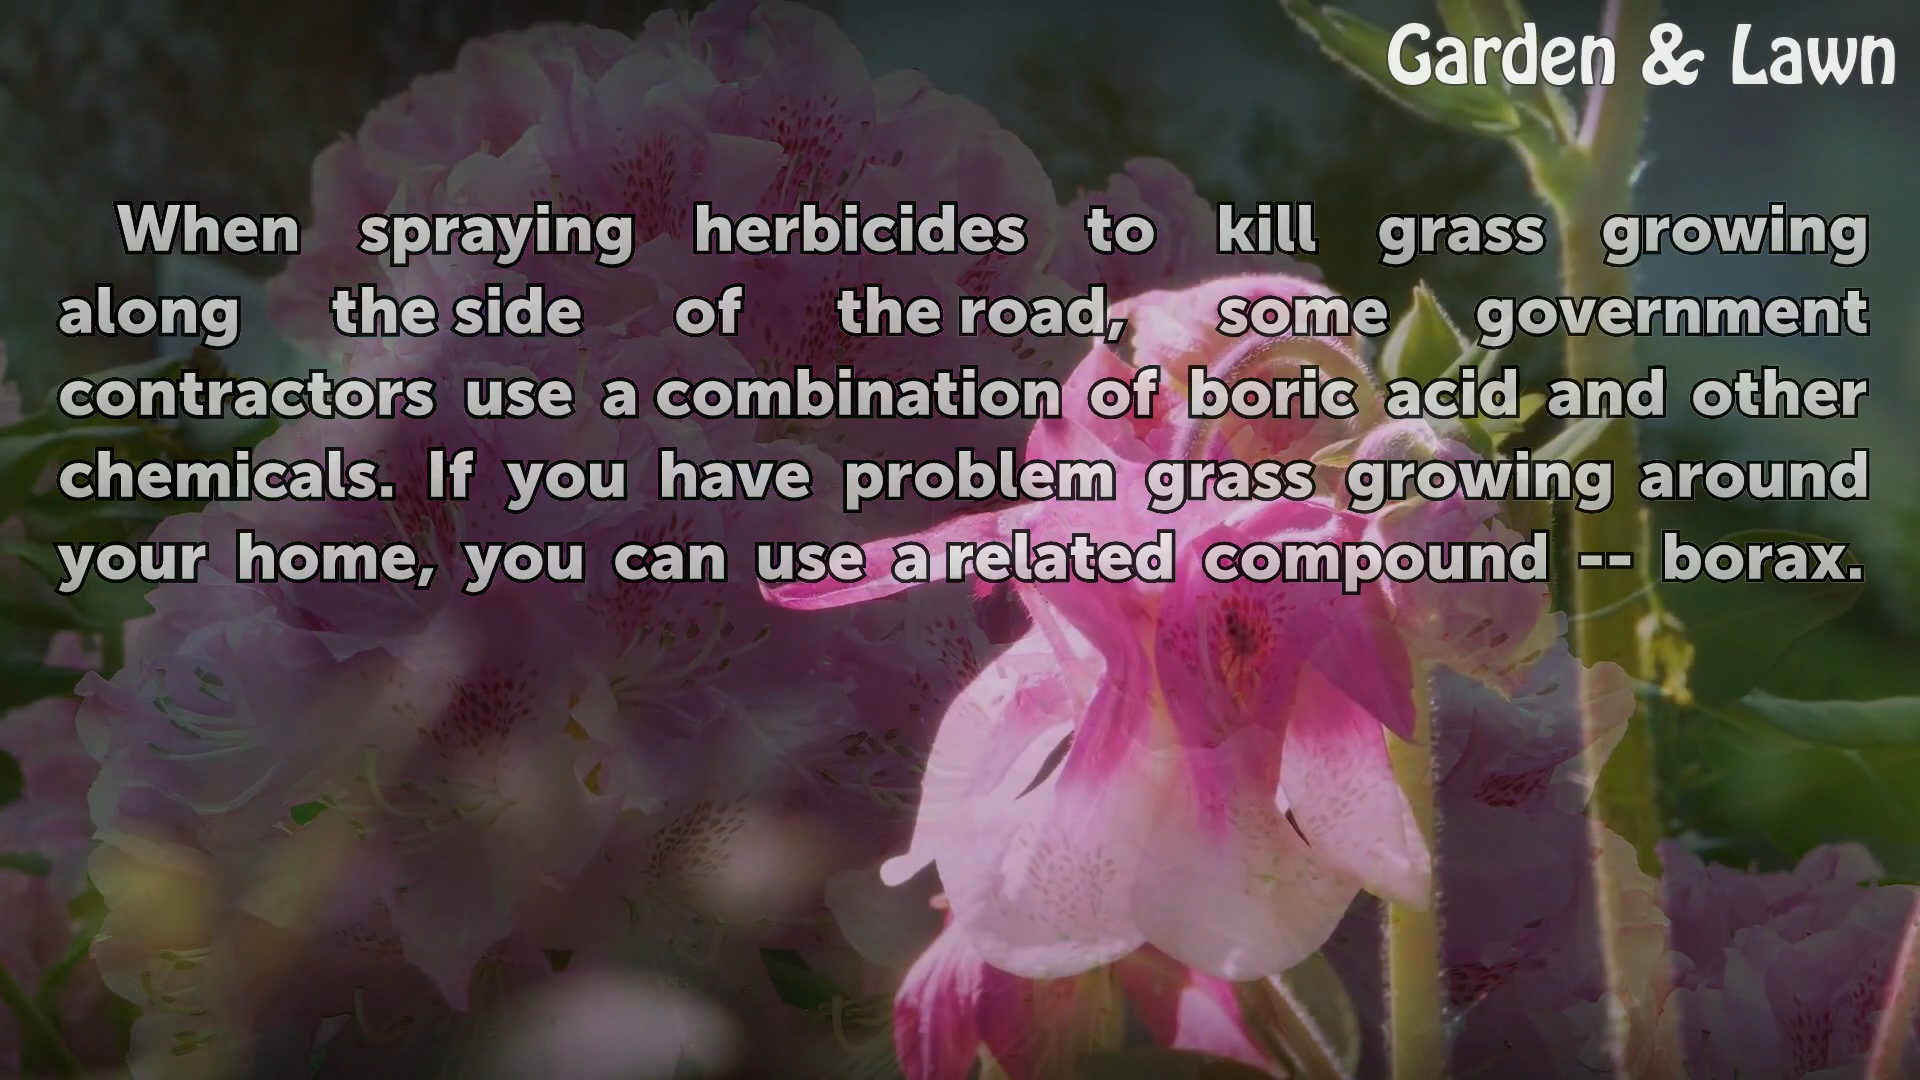 Garden & Lawn
When spraying herbicides to kill grass growing
along the side of the road, some government
contractors use a combination of boric acid and other
chemicals. If you have problem grass growing around
your home, you can use a related compound -- borax.